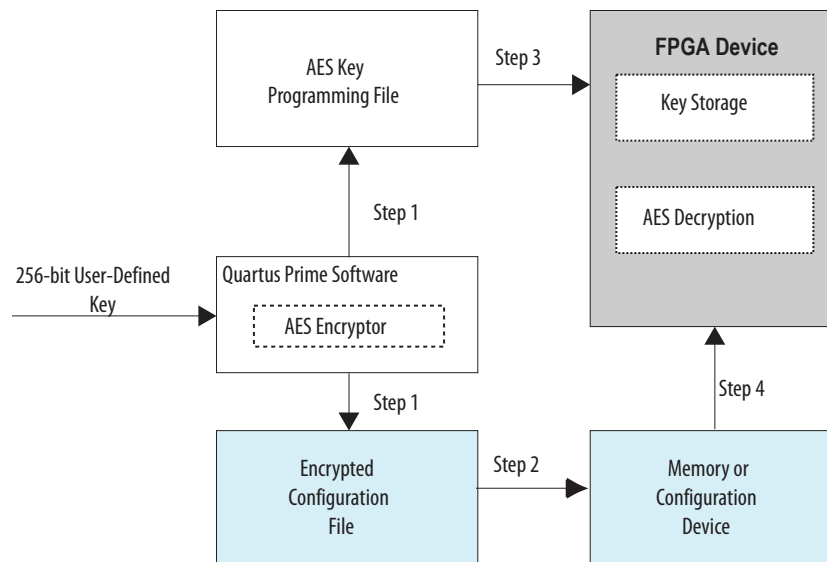 AES Key
Programming File
Step 3
FPGA Device
Key Storage
AES Decryption
Step 1
256-bit User-Defined
Key
Quartus Prime Software
AES Encryptor
Step 1
Step 4
Encrypted
Configuration
File
Step 2
Memory or
Configuration
Device